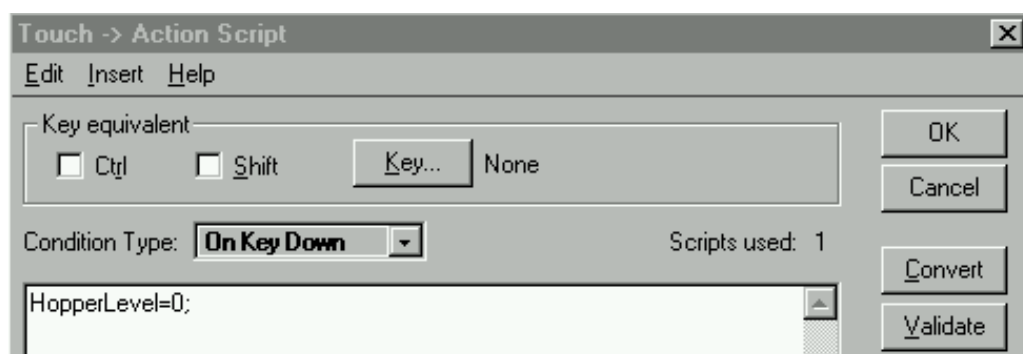 Touch -> Action Script
Edit Insert Help
Key equivalent
Ctrl Shift Key... None
OK
Cancel
Condition Type: On Key Down Scripts used: 1
Convert
HopperLevel=0;
Validate